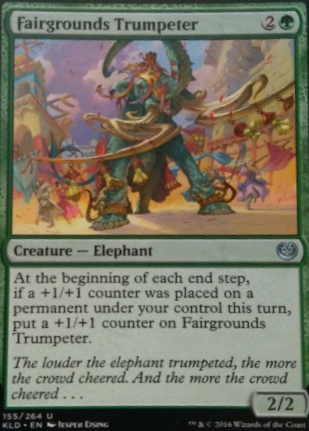 Fairgrounds Trumpeter 2
Creature — Elephant
At the beginning of each end step,
if a +1/+1 counter was placed on a
permanent under your control this turn,
put a +1/+1 counter on Fairgrounds
Trumpeter.
The louder the elephant trumpeted, the more
the crowd cheered. And the more the crowd
cheered . . .
2/2
155/264 U
KLD • EN Jesper Ejsing
™ & © 2016 Wizards of the Coast